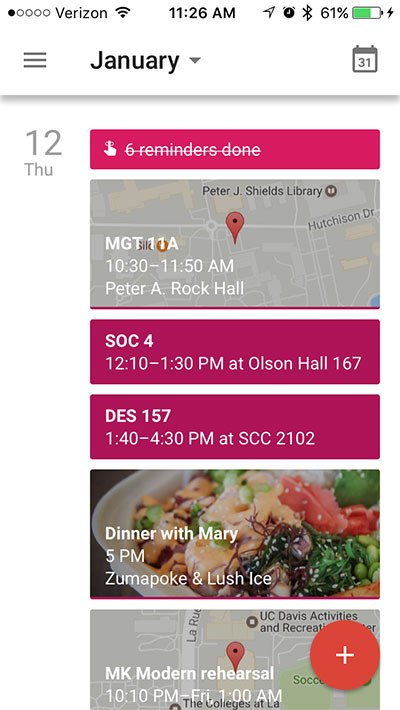 Verizon 11:26 AM 61%
January
31
12
Thu
6 reminders done
Peter J. Shields Library
Hutchison Dr
MGT 11A
10:30–11:50 AM
Peter A. Rock Hall
SOC 4
12:10–1:30 PM at Olson Hall 167
DES 157
1:40–4:30 PM at SCC 2102
Dinner with Mary
5 PM
Zumapoke & Lush Ice
UC Davis Activities
and Recreation Center
La Rue
MK Modern rehearsal
Soccer
10:10 PM–Fri, 1:00 AM
The Colleges at La